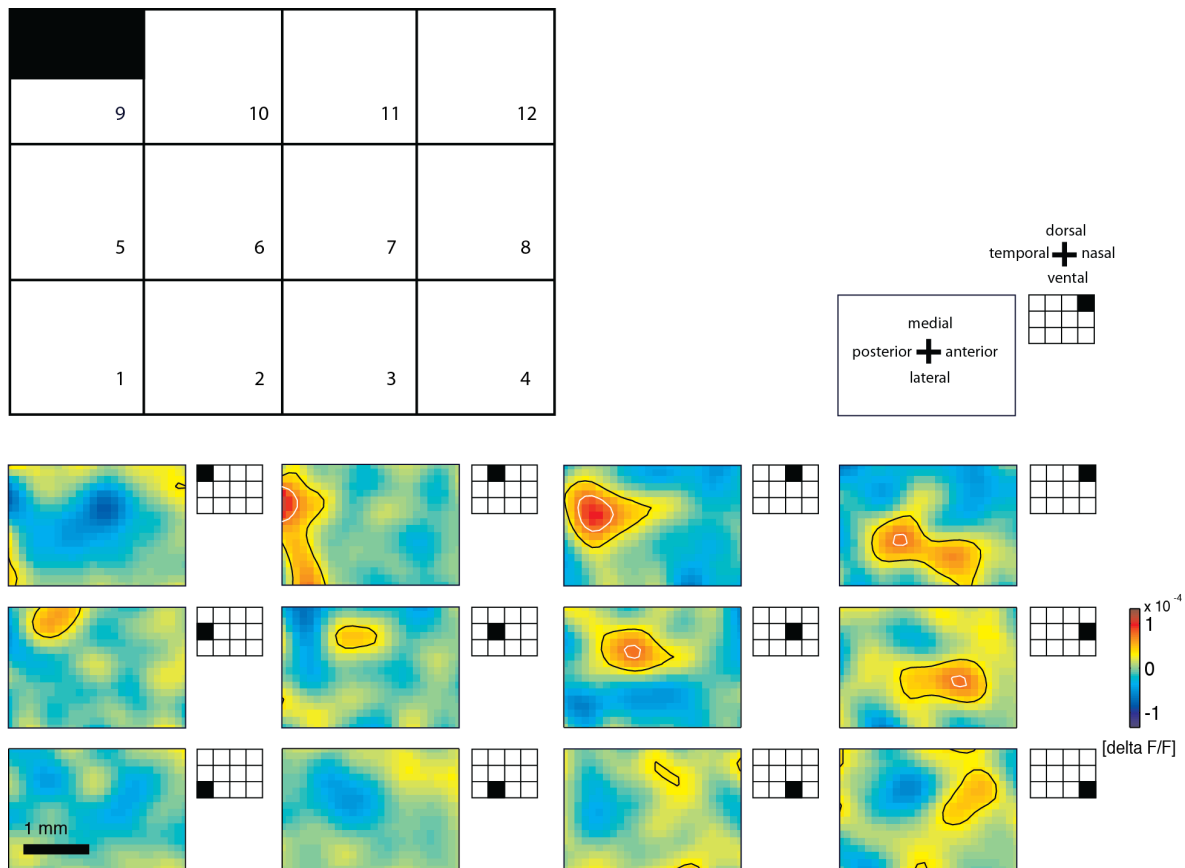 9 10 11 12
5 6 7 8
1 2 3 4
dorsal
temporal nasal
vental
medial
posterior anterior
lateral
x 10 -4
1
0
-1
[delta F/F]
1 mm